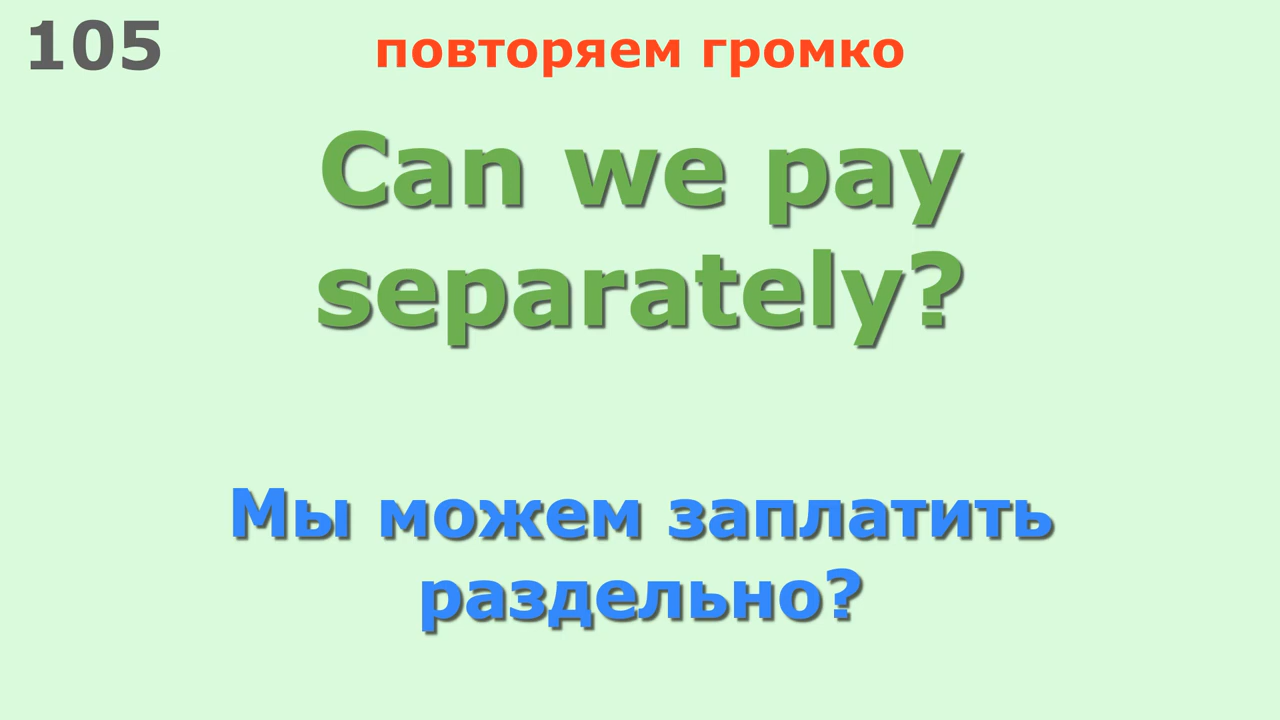 105
повторяем громко
Can we pay
separately?
Мы можем заплатить
раздельно?